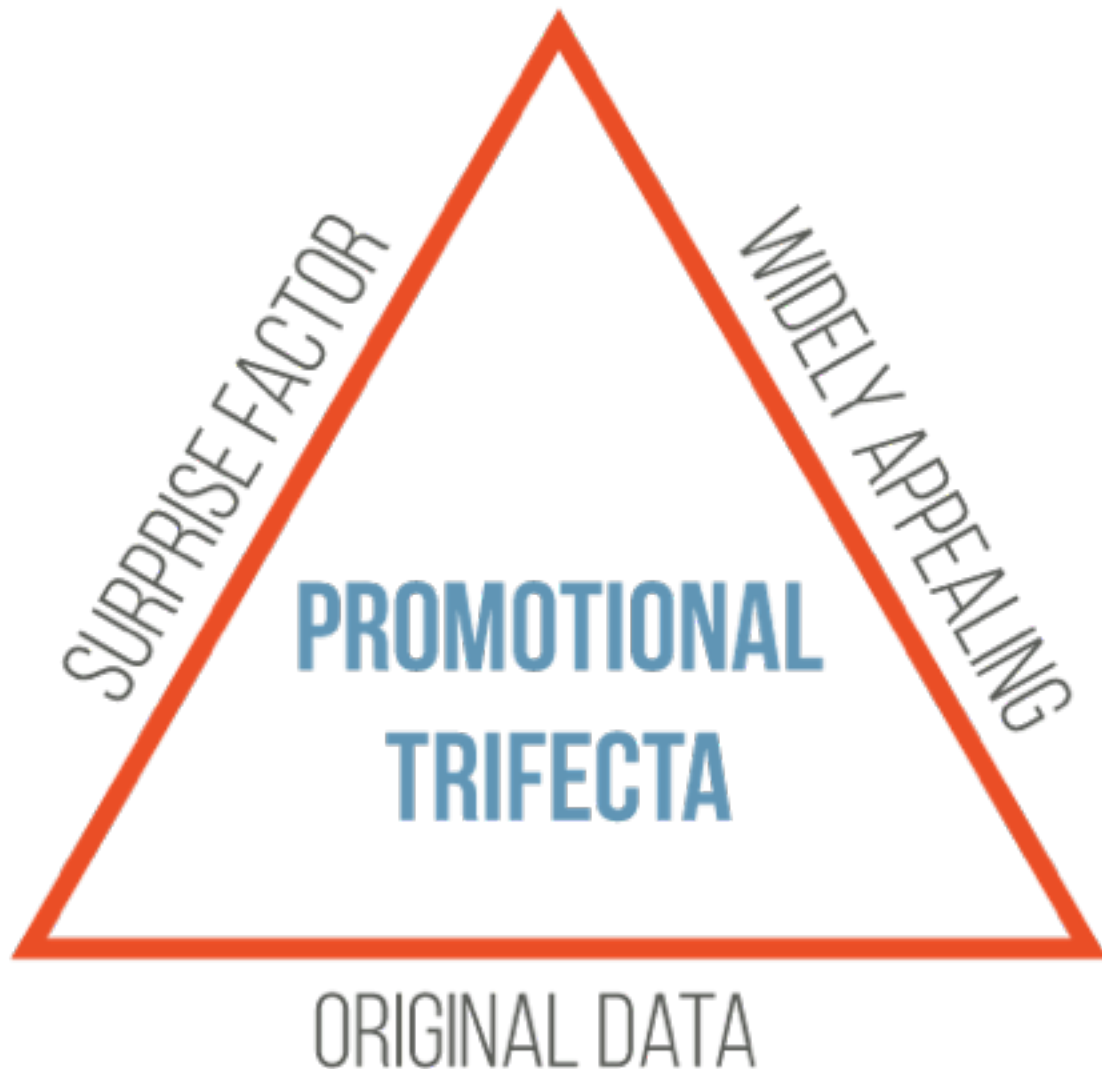 SURPRISE FACTOR
WIDELY APPEALING
PROMOTIONAL
TRIFECTA
ORIGINAL DATA